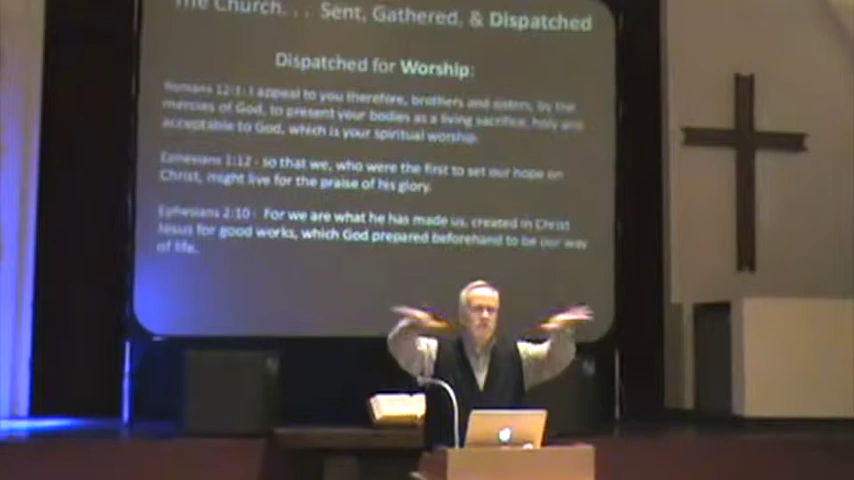 The Church. . . Sent, Gathered, & Dispatched
Dispatched for Worship:
Romans 12:1- I appeal to you therefore, brothers and sisters, by the
mercies of God, to present your bodies as a living sacrifice, holy and
acceptable to God, which is your spiritual worship.
Ephesians 1:12 - so that we, who were the first to set our hope on
Christ, might live for the praise of his glory.
Ephesians 2:10 - For we are what he has made us, created in Christ
Jesus for good works, which God prepared beforehand to be our way
of life.